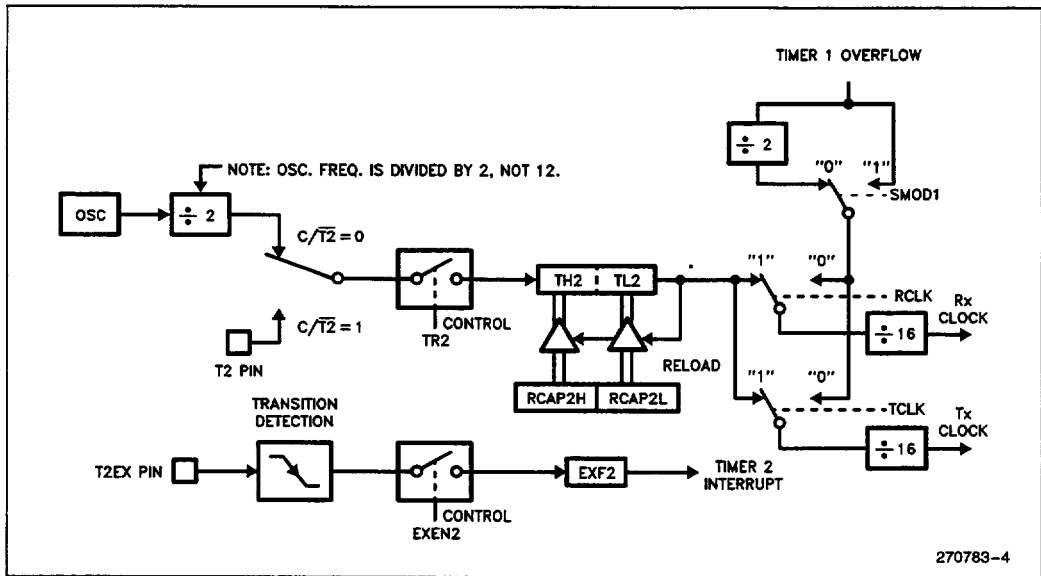 TIMER 1 OVERFLOW
÷ 2
"0" "1"
SMOD1
NOTE: OSC. FREQ. IS DIVIDED BY 2, NOT 12.
OSC
÷ 2
C/T2̅ = 0
C/T2̅ = 1
T2 PIN
CONTROL
TR2
TH2 TL2
RELOAD
RCAP2H RCAP2L
"1" "0"
RCLK
÷ 16
Rx
CLOCK
"1" "0"
TCLK
÷ 16
Tx
CLOCK
TRANSITION
DETECTION
T2EX PIN
CONTROL
EXEN2
EXF2
TIMER 2
INTERRUPT
270783-4